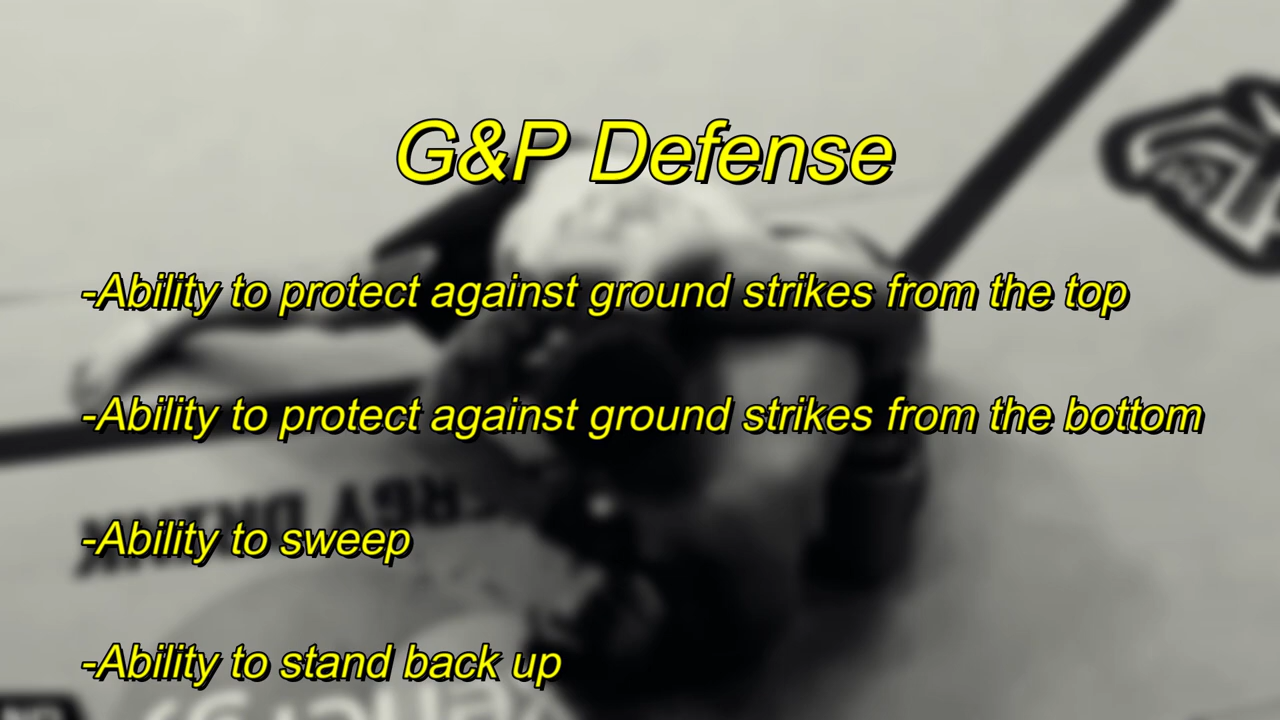 G&P Defense
-Ability to protect against ground strikes from the top
-Ability to protect against ground strikes from the bottom
-Ability to sweep
-Ability to stand back up